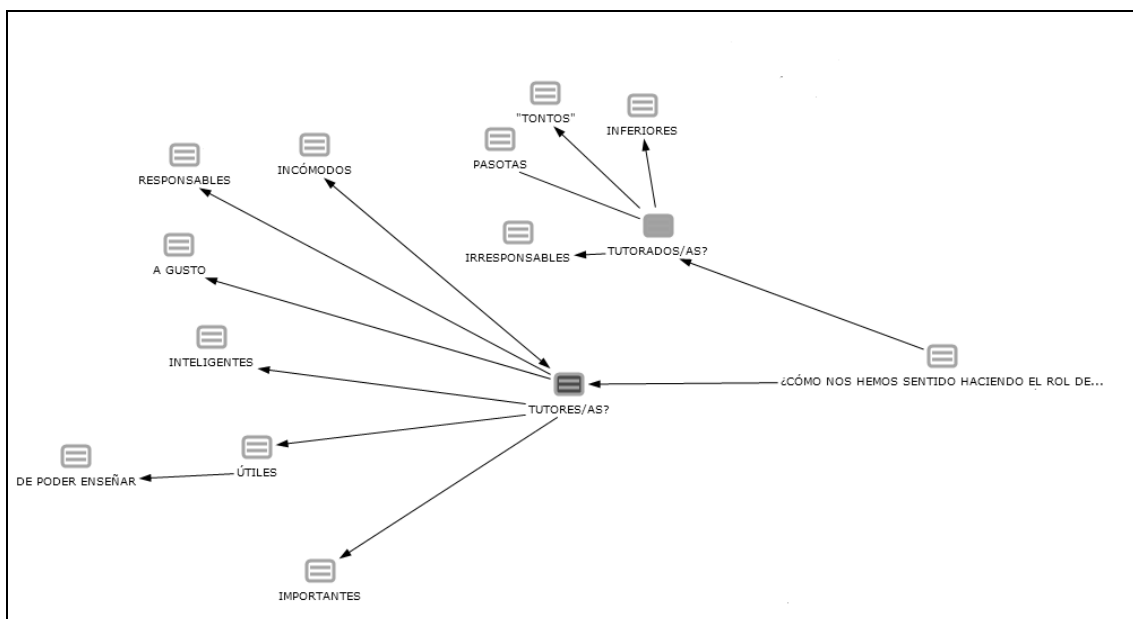 "TONTOS"
INFERIORES
PASOTAS
INCÓMODOS
RESPONSABLES
IRRESPONSABLES
TUTORADOS/AS?
A GUSTO
INTELIGENTES
¿CÓMO NOS HEMOS SENTIDO HACIENDO EL ROL DE...
TUTORES/AS?
ÚTILES
DE PODER ENSEÑAR
IMPORTANTES